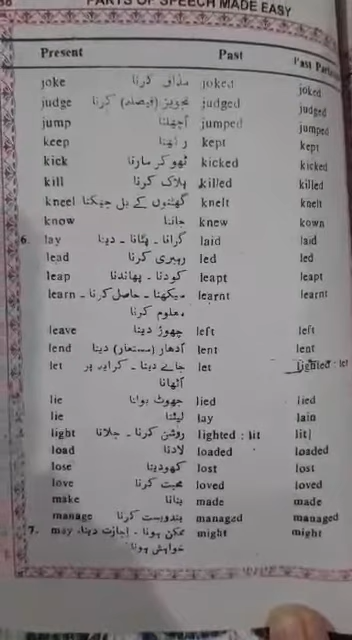 PARTS OF SPEECH MADE EASY
Present Past Past Parti
joke مذاق کرنا joked joked
judge تجویز (فیصلہ) کرنا judged judged
jump اچھلنا jumped jumped
keep رکھنا kept kept
kick ٹھوکر مارنا kicked kicked
kill ہلاک کرنا killed killed
kneel گھٹنوں کے بل جھکنا knelt knelt
know جاننا knew kown
6. lay گرانا - - دینا laid laid
lead رہبری کرنا led led
leap کودنا - پھاندنا leapt leapt
learn سیکھنا - حاصل کرنا - learnt learnt
معلوم کرنا
leave چھوڑ دینا left left
lend ادھار (مستعار) دینا lent lent
let جانے دینا - کرایہ پر let lighted : let
اٹھانا
lie جھوٹ بولنا lied lied
lie لیٹنا lay lain
light روشن کرنا - جلانا lighted : lit lit
load لادنا loaded loaded
lose کھودینا lost lost
love محبت کرنا loved loved
make بنانا made made
manage بندوبست کرنا managed managed
7. may ممکن ہونا - اجازت دینا، might might
خواہش ہونا